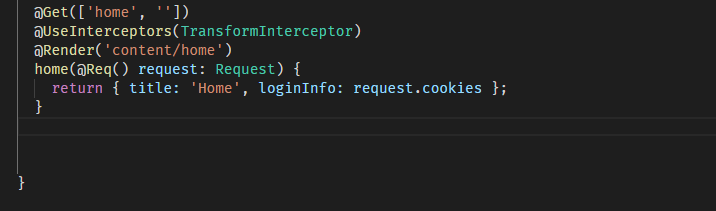 @Get(['home', ''])
@UseInterceptors(TransformInterceptor)
@Render('content/home')
home(@Req() request: Request) {
return { title: 'Home', loginInfo: request.cookies };
}
}